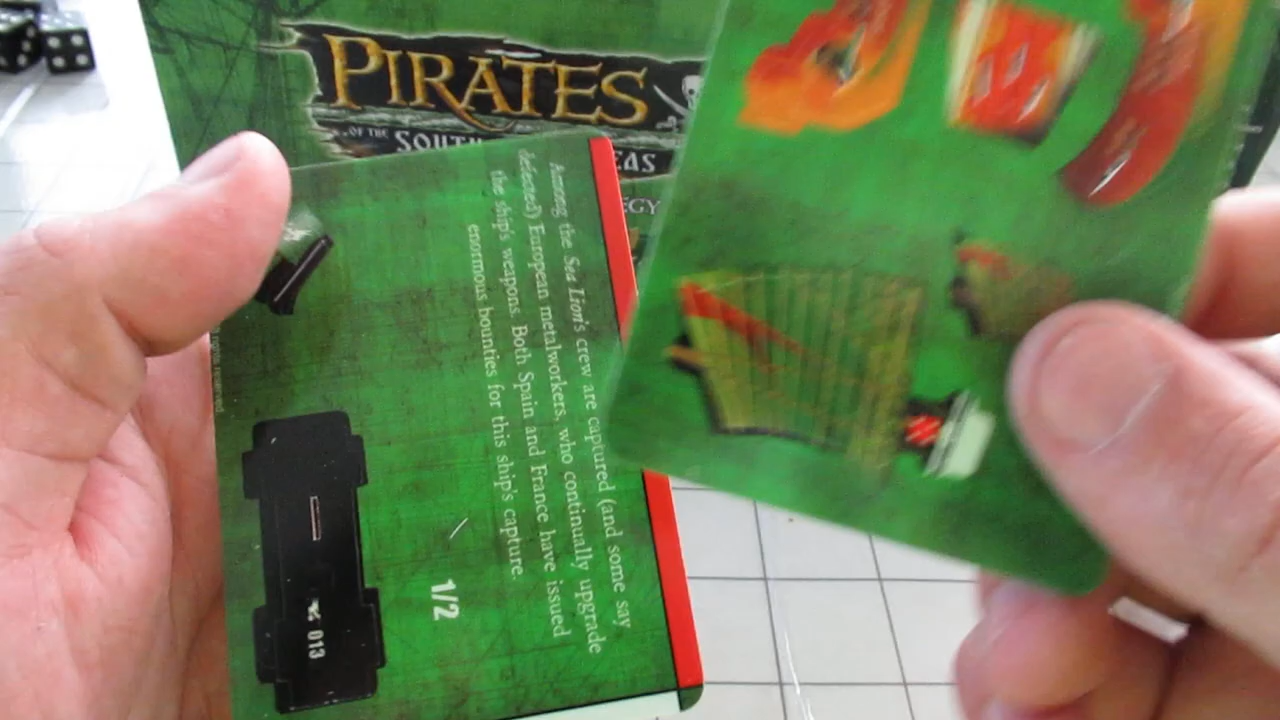 PIRATES
OF THE
SOUTH
EAS
EGY
Among the Sea Lion's crew are captured (and some say
defected) European metalworkers, who continually upgrade
the ship's weapons. Both Spain and France have issued
enormous bounties for this ship's capture.
1/2
013